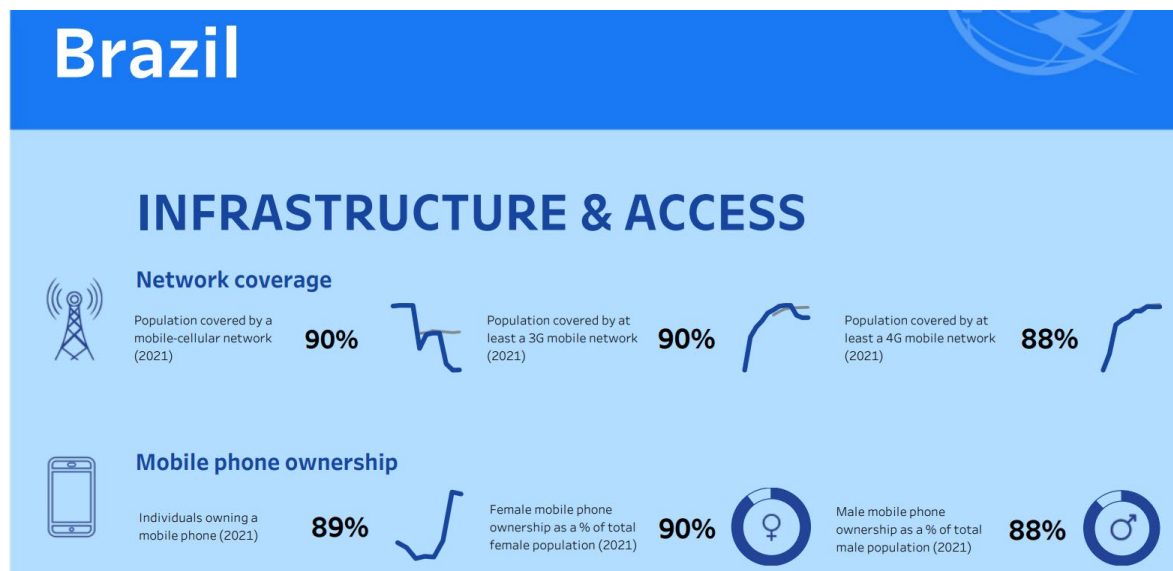 Brazil
INFRASTRUCTURE & ACCESS
Network coverage
Population covered by a
mobile-cellular network
(2021)
90%
Population covered by at
least a 3G mobile network
(2021)
90%
Population covered by at
least a 4G mobile network
(2021)
88%
Mobile phone ownership
Individuals owning a
mobile phone (2021)
89%
Female mobile phone
ownership as a % of total
female population (2021)
90%
Male mobile phone
ownership as a % of total
male population (2021)
88%